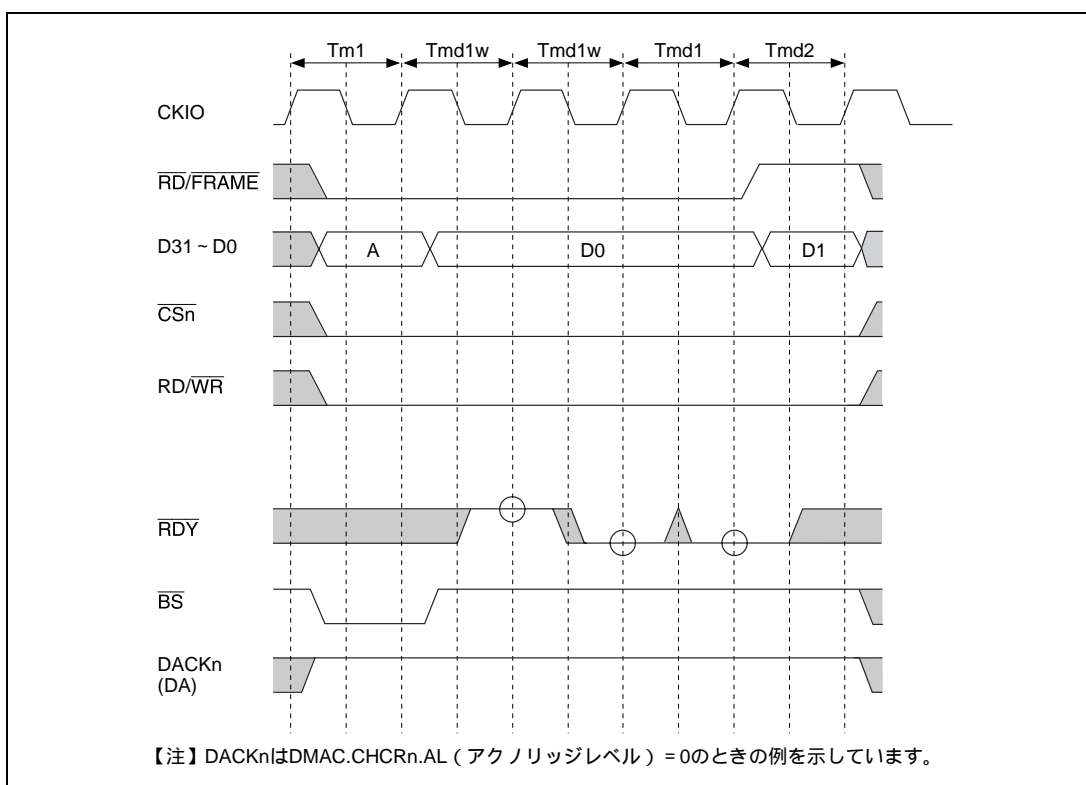 Tm1 Tmd1w Tmd1w Tmd1 Tmd2
CKIO
RD/FRAME
D31 ~ D0 A D0 D1
CSn
RD/WR
RDY
BS
DACKn
(DA)
【注】DACKnはDMAC.CHCRn.AL（アクノリッジレベル）= 0のときの例を示しています。